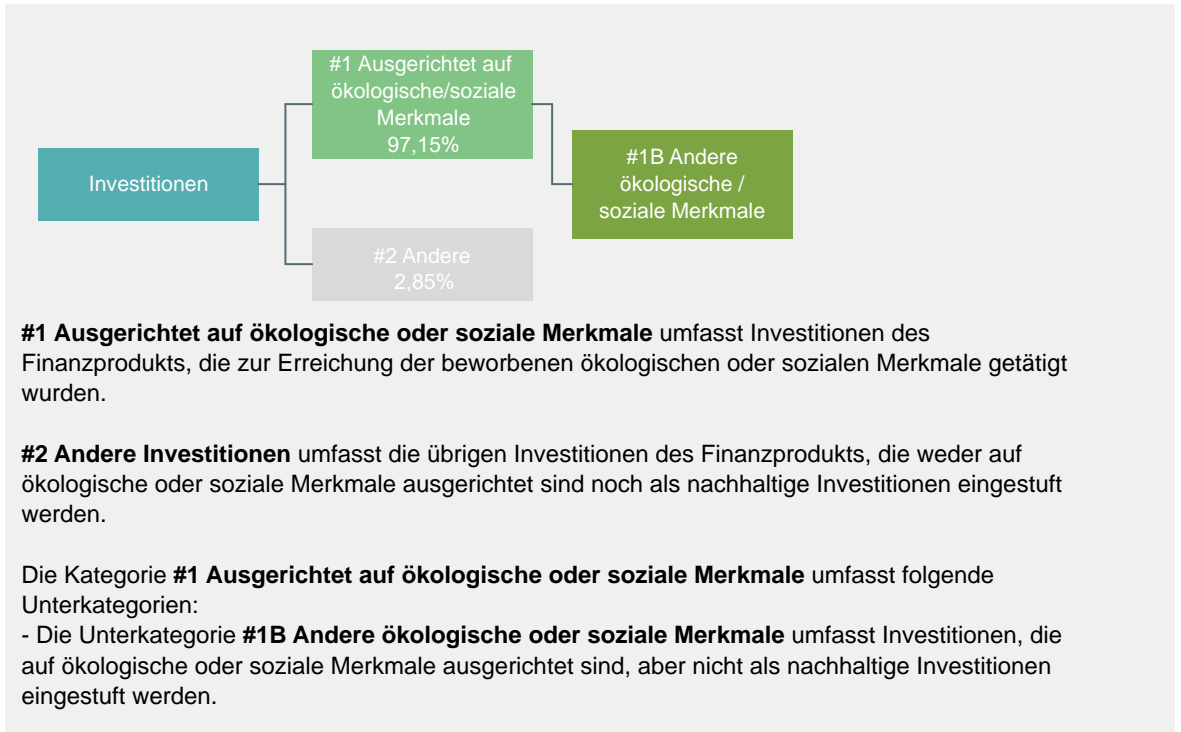 #1 Ausgerichtet auf
ökologische/soziale
Merkmale
97,15%
Investitionen
#1B Andere
ökologische /
soziale Merkmale
#2 Andere
2,85%
#1 Ausgerichtet auf ökologische oder soziale Merkmale umfasst Investitionen des
Finanzprodukts, die zur Erreichung der beworbenen ökologischen oder sozialen Merkmale getätigt
wurden.
#2 Andere Investitionen umfasst die übrigen Investitionen des Finanzprodukts, die weder auf
ökologische oder soziale Merkmale ausgerichtet sind noch als nachhaltige Investitionen eingestuft
werden.
Die Kategorie #1 Ausgerichtet auf ökologische oder soziale Merkmale umfasst folgende
Unterkategorien:
- Die Unterkategorie #1B Andere ökologische oder soziale Merkmale umfasst Investitionen, die
auf ökologische oder soziale Merkmale ausgerichtet sind, aber nicht als nachhaltige Investitionen
eingestuft werden.